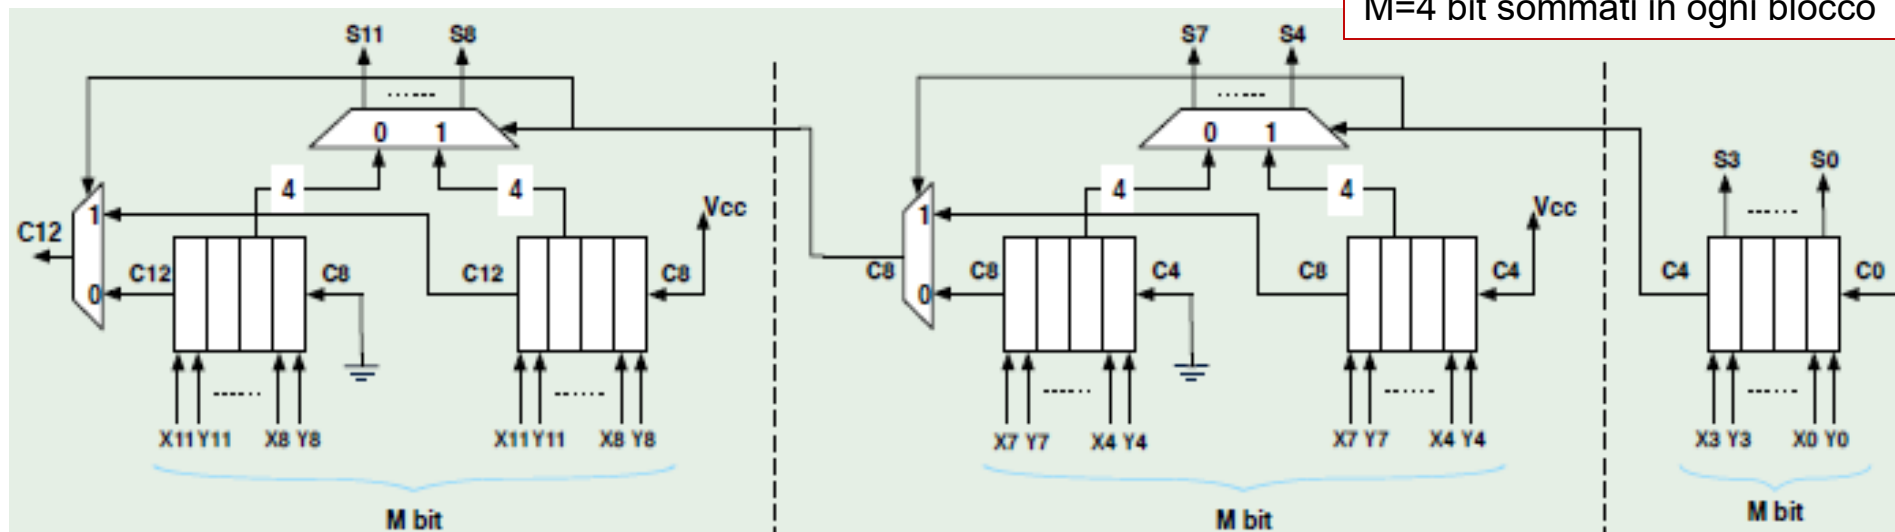 M=4 bit sommati in ogni blocco
S11 S8 S7 S4
...... ......
0 1 0 1
S3 S0
4 4 4 4
......
1 Vcc 1 Vcc
C12 C8
C12 C8 C12 C8 C8 C4 C8 C4 C4 C0
0 0
...... ...... ...... ...... ......
X11 Y11 X8 Y8 X11 Y11 X8 Y8 X7 Y7 X4 Y4 X7 Y7 X4 Y4 X3 Y3 X0 Y0
M bit M bit M bit